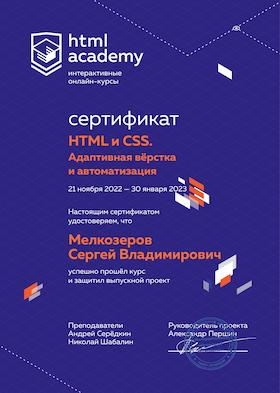 html
academy
интерактивные
онлайн-курсы
сертификат
HTML и CSS.
Адаптивная вёрстка
и автоматизация
21 ноября 2022 — 30 января 2023
Настоящим сертификатом
удостоверяем, что
Мелкозеров
Сергей Владимирович
успешно прошёл курс
и защитил выпускной проект
Преподаватели
Андрей Серёдкин
Николай Шабалин
Руководитель проекта
Александр Першин